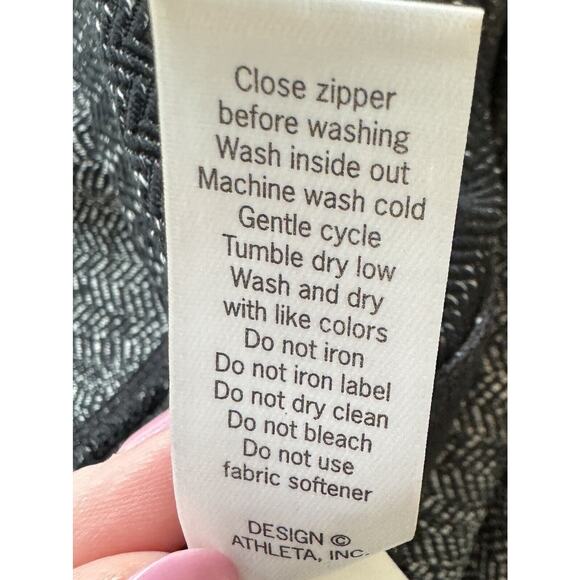 Close zipper
before washing
Wash inside out
Machine wash cold
Gentle cycle
Tumble dry low
Wash and dry
with like colors
Do not iron
Do not iron label
Do not dry clean
Do not bleach
Do not use
fabric softener
DESIGN ©
ATHLETA, INC.